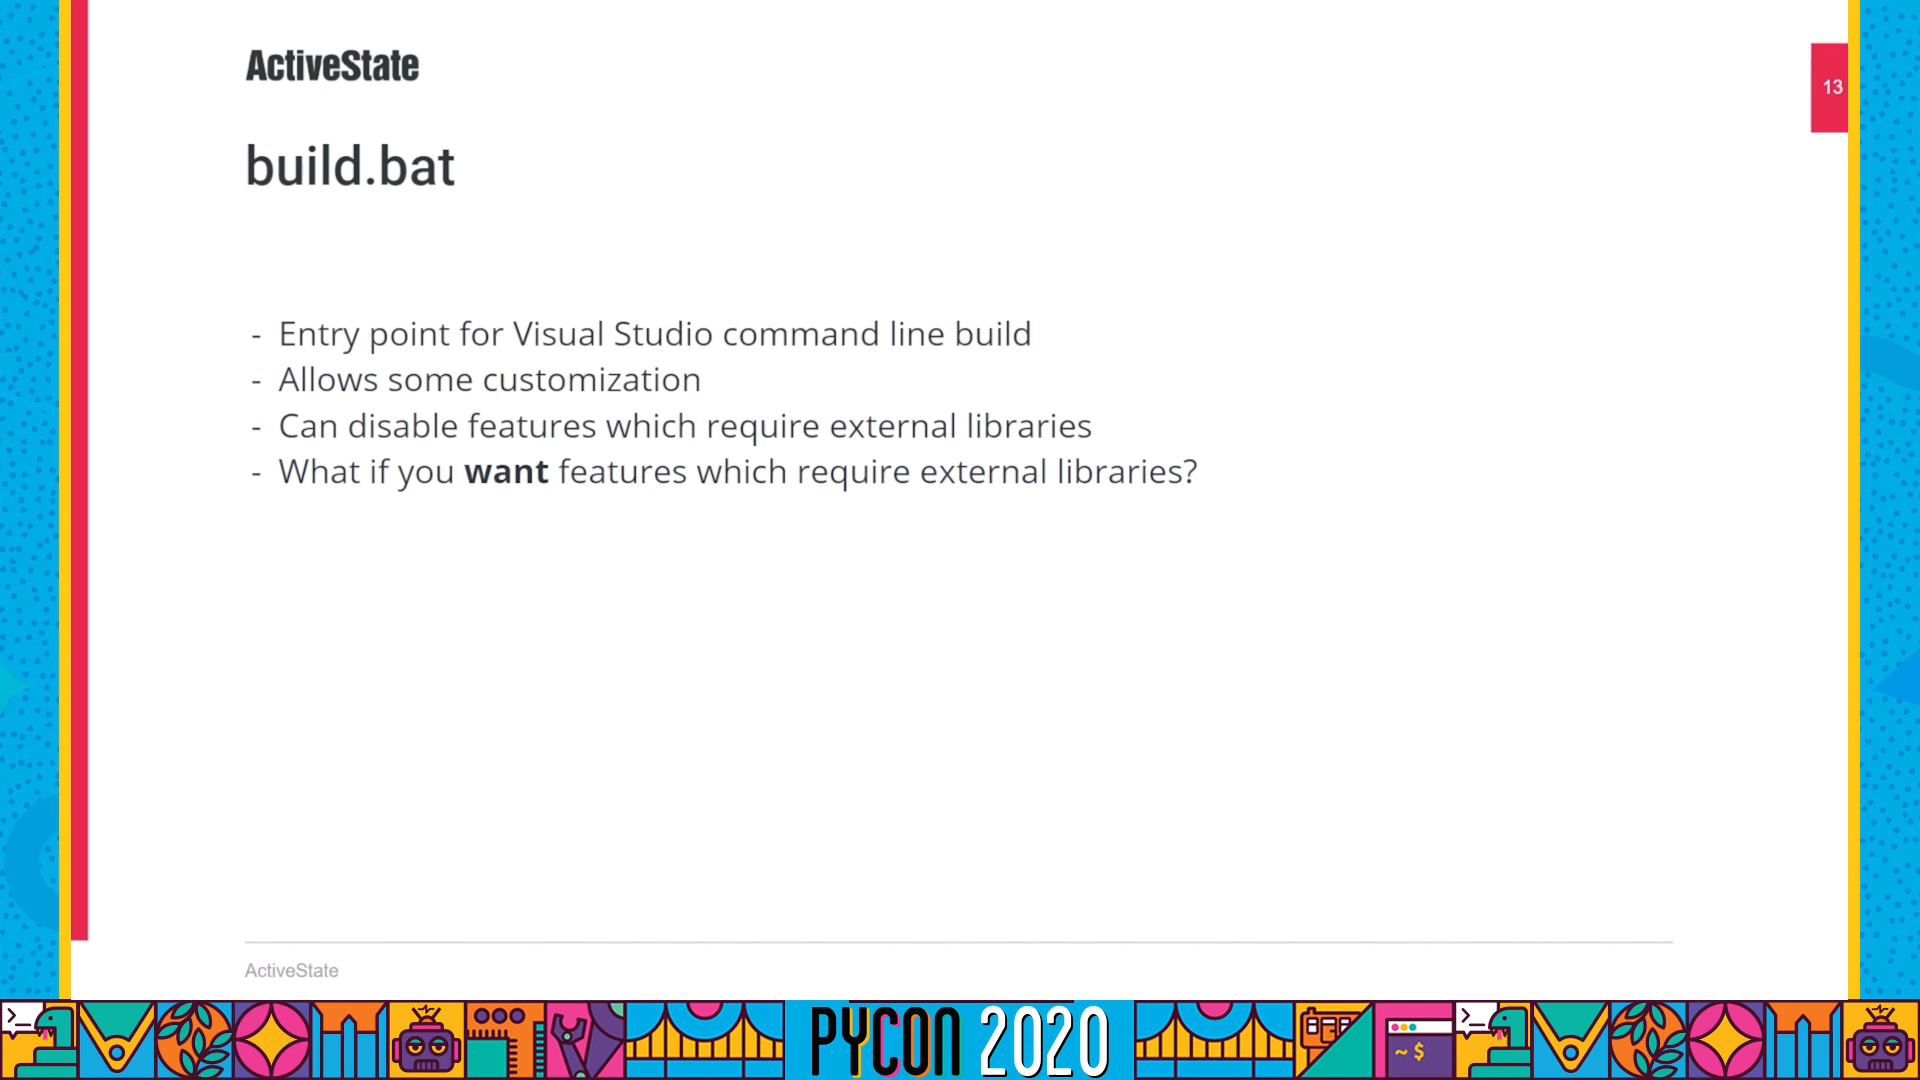 ActiveState
13
build.bat
- Entry point for Visual Studio command line build
- Allows some customization
- Can disable features which require external libraries
- What if you want features which require external libraries?
ActiveState
PYCON 2020
~ $